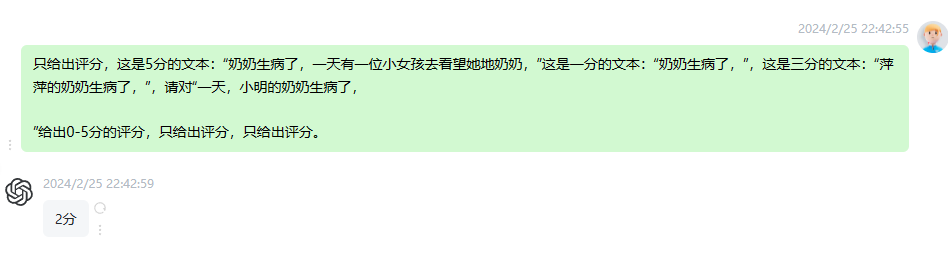 2024/2/25 22:42:55
只给出评分，这是5分的文本：“奶奶生病了，一天有一位小女孩去看望她地奶奶，”这是一分的文本：“奶奶生病了，”，这是三分的文本：“萍
萍的奶奶生病了，”，请对“一天，小明的奶奶生病了，
”给出0-5分的评分，只给出评分，只给出评分。
2024/2/25 22:42:59
2分